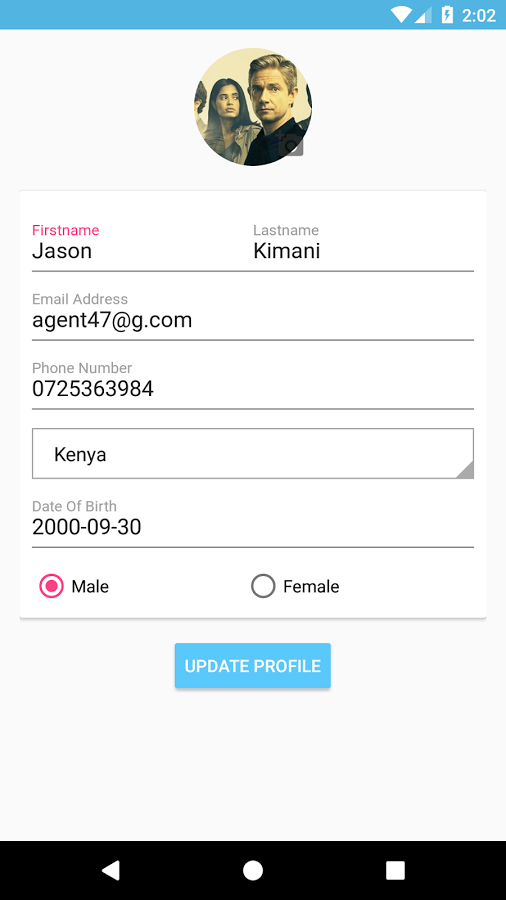 2:02
Firstname Lastname
Jason Kimani
Email Address
agent47@g.com
Phone Number
0725363984
Kenya
Date Of Birth
2000-09-30
Male Female
UPDATE PROFILE